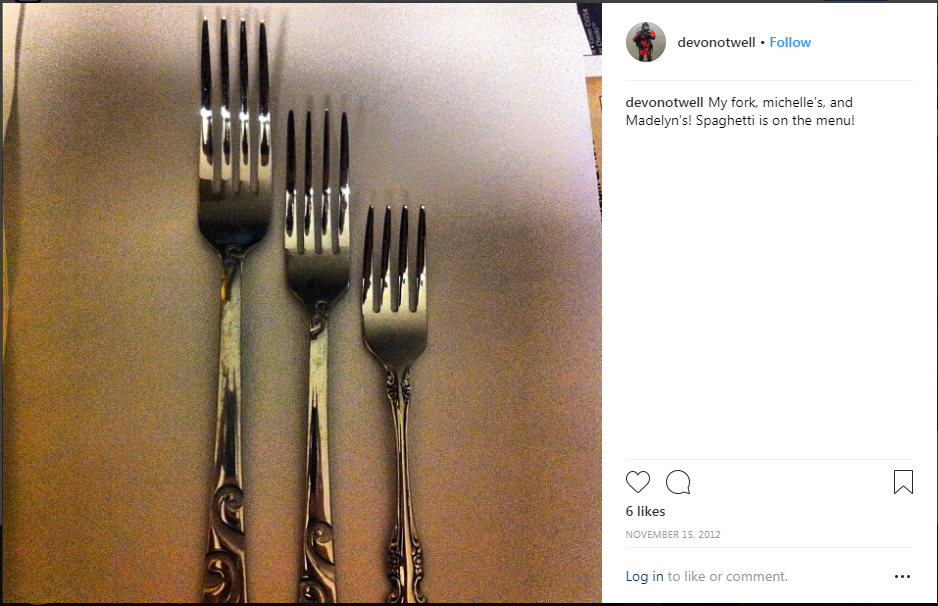 devonotwell • Follow
devonotwell My fork, michelle's, and
Madelyn's! Spaghetti is on the menu!
6 likes
NOVEMBER 15, 2012
Log in to like or comment.